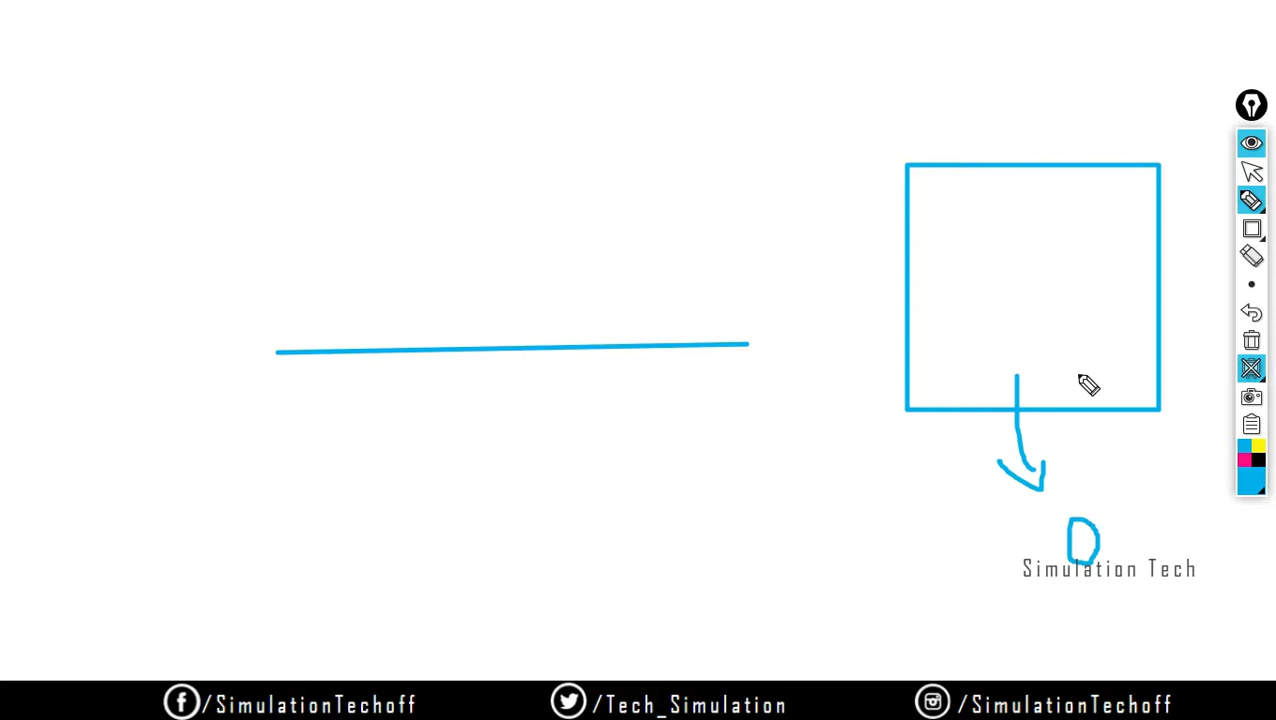 D
Simulation Tech
/SimulationTechoff
/Tech_Simulation
/SimulationTechoff